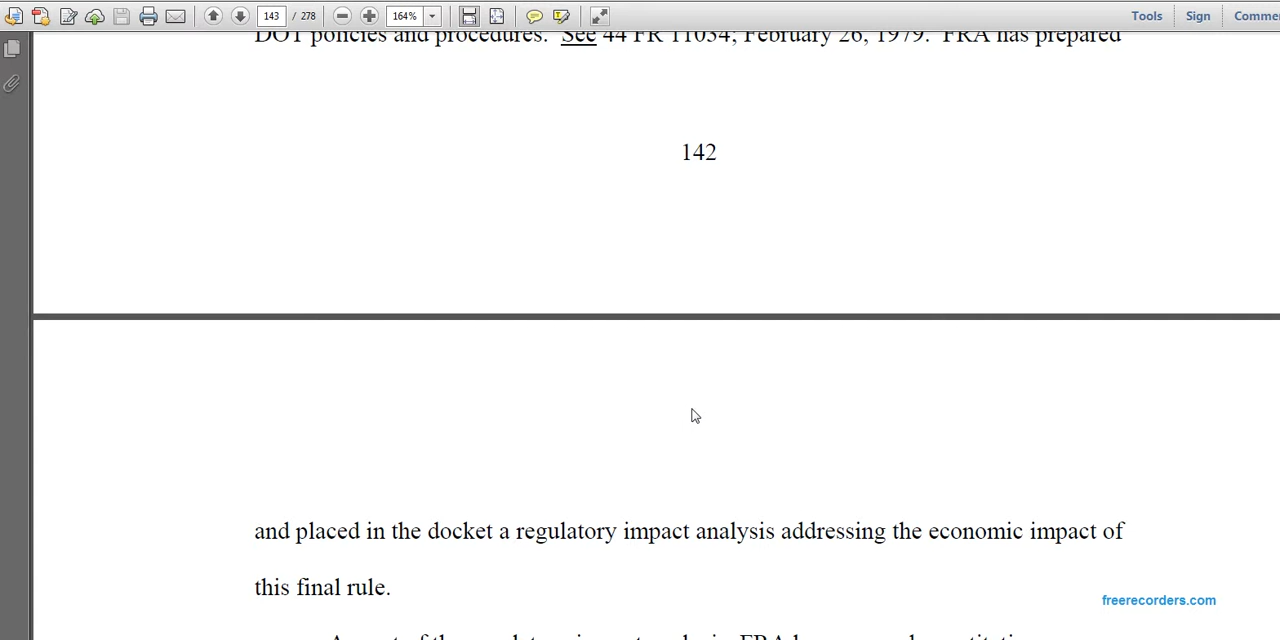 143 / 278 164% Tools Sign Comme
DOT policies and procedures. See 44 FR 11034; February 26, 1979. FRA has prepared
142
and placed in the docket a regulatory impact analysis addressing the economic impact of
this final rule.
freerecorders.com